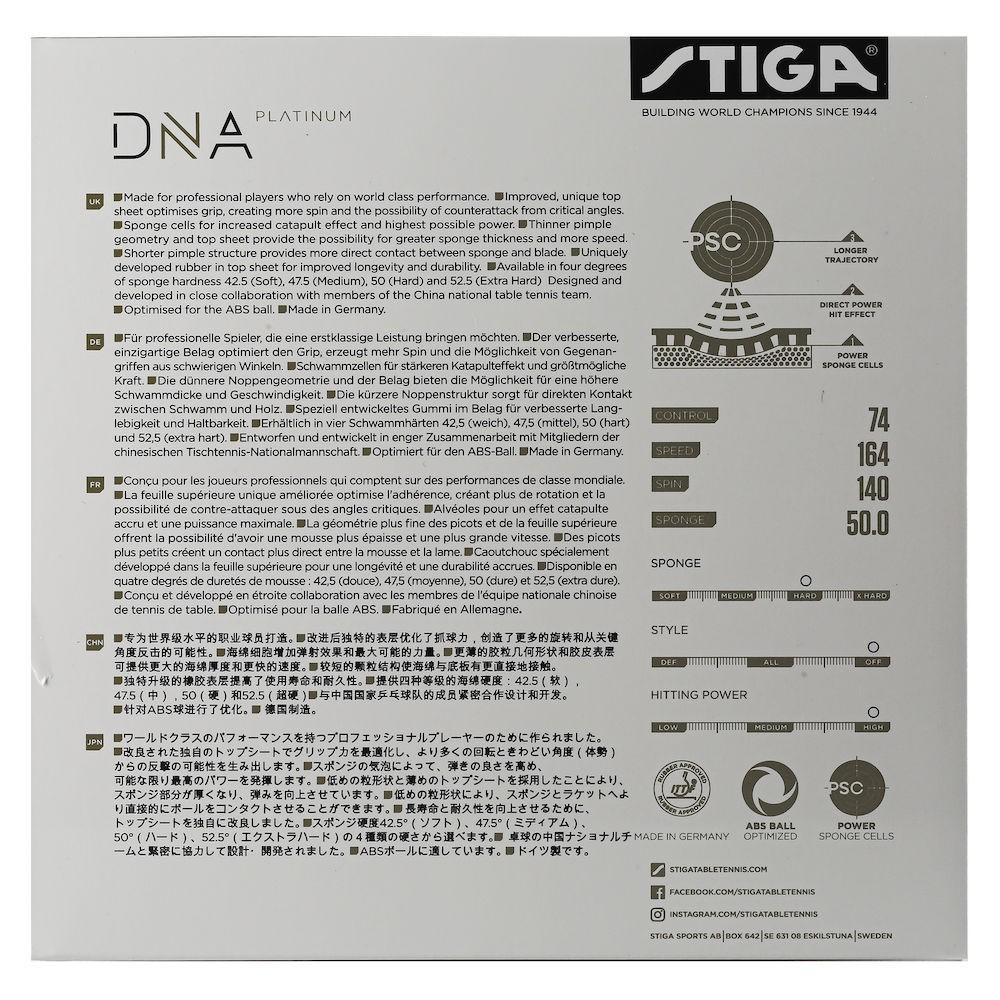 STIGA®
BUILDING WORLD CHAMPIONS SINCE 1944
DNA PLATINUM
UK
■Made for professional players who rely on world class performance. ■Improved, unique top
sheet optimises grip, creating more spin and the possibility of counterattack from critical angles.
■Sponge cells for increased catapult effect and highest possible power. ■Thinner pimple
geometry and top sheet provide the possibility for greater sponge thickness and more speed.
■Shorter pimple structure provides more direct contact between sponge and blade. ■Uniquely
developed rubber in top sheet for improved longevity and durability. ■Available in four degrees
of sponge hardness 42.5 (Soft), 47.5 (Medium), 50 (Hard) and 52.5 (Extra Hard) Designed and
developed in close collaboration with members of the China national table tennis team.
■Optimised for the ABS ball. ■Made in Germany.
DE
■Für professionelle Spieler, die eine erstklassige Leistung bringen möchten. ■Der verbesserte,
einzigartige Belag optimiert den Grip, erzeugt mehr Spin und die Möglichkeit von Gegenan-
griffen aus schwierigen Winkeln. ■Schwammzellen für stärkeren Katapulteffekt und größtmögliche
Kraft. ■Die dünnere Noppengeometrie und der Belag bieten die Möglichkeit für eine höhere
Schwammdicke und Geschwindigkeit. ■Die kürzere Noppenstruktur sorgt für direkten Kontakt
zwischen Schwamm und Holz. ■Speziell entwickeltes Gummi im Belag für verbesserte Lang-
lebigkeit und Haltbarkeit. ■Erhältlich in vier Schwammhärten 42,5 (weich), 47,5 (mittel), 50 (hart)
und 52,5 (extra hart). ■Entworfen und entwickelt in enger Zusammenarbeit mit Mitgliedern der
chinesischen Tischtennis-Nationalmannschaft. ■Optimiert für den ABS-Ball. ■Made in Germany.
FR
■Conçu pour les joueurs professionnels qui comptent sur des performances de classe mondiale.
■La feuille supérieure unique améliorée optimise l'adhérence, créant plus de rotation et la
possibilité de contre-attaquer sous des angles critiques. ■Alvéoles pour un effet catapulte
accru et une puissance maximale. ■La géométrie plus fine des picots et de la feuille supérieure
offrent la possibilité d'avoir une mousse plus épaisse et une plus grande vitesse. ■Des picots
plus petits créent un contact plus direct entre la mousse et la lame. ■Caoutchouc spécialement
développé dans la feuille supérieure pour une longévité et une durabilité accrues. ■Disponible en
quatre degrés de duretés de mousse : 42,5 (douce), 47,5 (moyenne), 50 (dure) et 52,5 (extra dure).
■Conçu et développé en étroite collaboration avec les membres de l'équipe nationale chinoise
de tennis de table. ■Optimisé pour la balle ABS. ■Fabriqué en Allemagne.
CHN
■专为世界级水平的职业球员打造。■改进后独特的表层优化了抓球力，创造了更多的旋转和从关键
角度反击的可能性。■海绵细胞增加弹射效果和最大可能的力量。■更薄的胶粒几何形状和胶皮表层
可提供更大的海绵厚度和更快的速度。■较短的颗粒结构使海绵与底板有更直接地接触。
■独特升级的橡胶表层提高了使用寿命和耐久性。■提供四种等级的海绵硬度：42.5（软），
47.5（中），50（硬）和52.5（超硬）■与中国国家乒乓球队的成员紧密合作设计和开发。
■针对ABS球进行了优化。■ 德国制造。
JPN
■ワールドクラスのパフォーマンスを持つプロフェッショナルプレーヤーのために作られました。
■改良された独自のトップシートでグリップ力を最適化し、より多くの回転ときわどい角度（体勢）
からの反撃の可能性を生み出します。■スポンジの気泡によって、弾きの良さを高め、
可能な限り最高のパワーを発揮します。■低めの粒形状と薄めのトップシートを採用したことにより、
スポンジ部分が厚くなり、弾みを向上させています。■低めの粒形により、スポンジとラケットへよ
り直接的にボールをコンタクトさせることができます。■ 長寿命と耐久性を向上させるために、
トップシートを独自に改良しました。■スポンジ硬度42.5°（ソフト）、47.5°（ミディアム）、
50°（ハード）、52.5°（エクストラハード）の４種類の硬さから選べます。■ 卓球の中国ナショナルチ
ームと緊密に協力して設計・開発されました。■ABSボールに適しています。■ドイツ製です。
PSC
3
LONGER
TRAJECTORY
2
DIRECT POWER
HIT EFFECT
1
POWER
SPONGE CELLS
CONTROL 74
SPEED 164
SPIN 140
SPONGE 50.0
SPONGE
SOFT MEDIUM HARD X HARD
STYLE
DEF ALL OFF
HITTING POWER
LOW MEDIUM HIGH
RUBBER APPROVED
ITTF
RUBBER APPROVED
MADE IN GERMANY
ABS BALL
OPTIMIZED
PSC
POWER
SPONGE CELLS
STIGATABLETENNIS.COM
FACEBOOK.COM/STIGATABLETENNIS
INSTAGRAM.COM/STIGATABLETENNIS
STIGA SPORTS AB|BOX 642|SE 631 08 ESKILSTUNA|SWEDEN